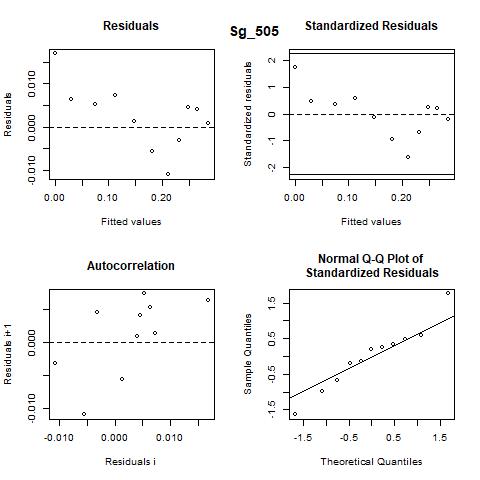 Sg_505
Residuals
Residuals
0.010
0.000
-0.010
0.00
0.10
0.20
Fitted values
Standardized Residuals
Standardized residuals
2
1
0
-1
-2
0.00
0.10
0.20
Fitted values
Autocorrelation
Residuals i+1
0.000
-0.010
-0.010
0.000
0.010
Residuals i
Normal Q-Q Plot of
Standardized Residuals
Sample Quantiles
1.5
0.5
-0.5
-1.5
-1.5
-0.5
0.5
1.5
Theoretical Quantiles